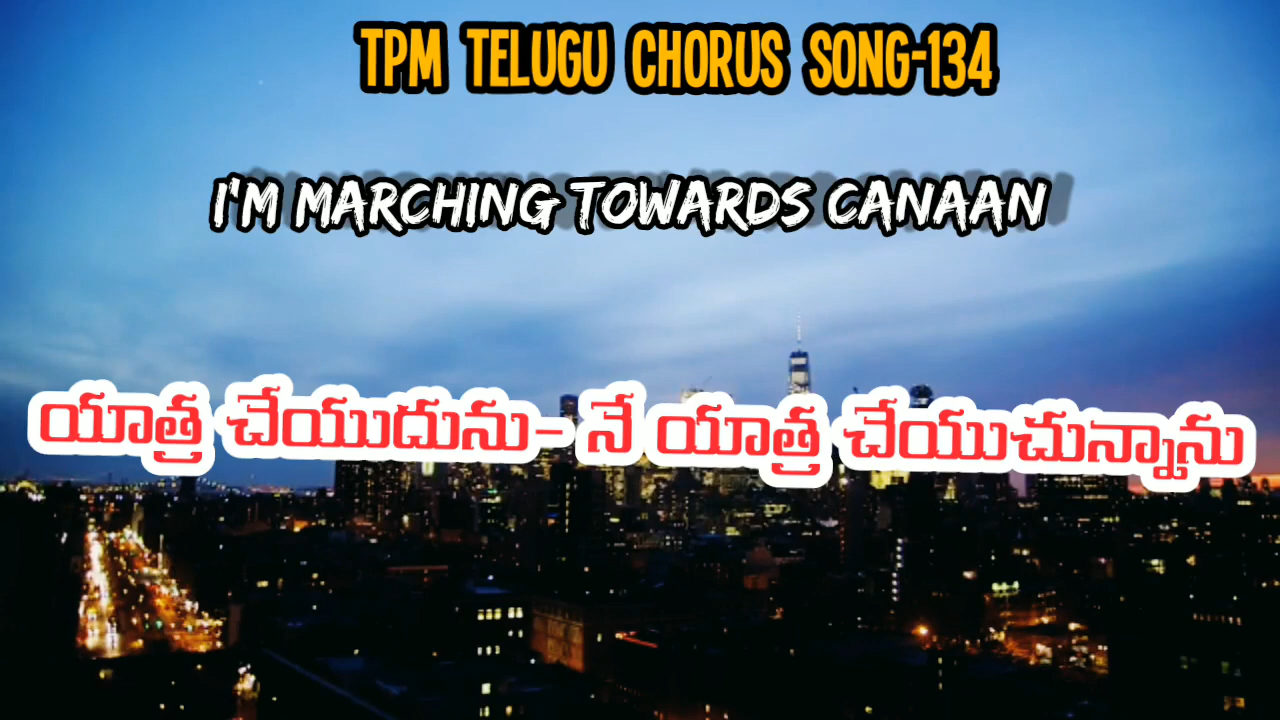 TPM TELUGU CHORUS SONG-134
I'M MARCHING TOWARDS CANAAN
యాత్ర చేయుదును- నే యాత్ర చేయుచున్నాను